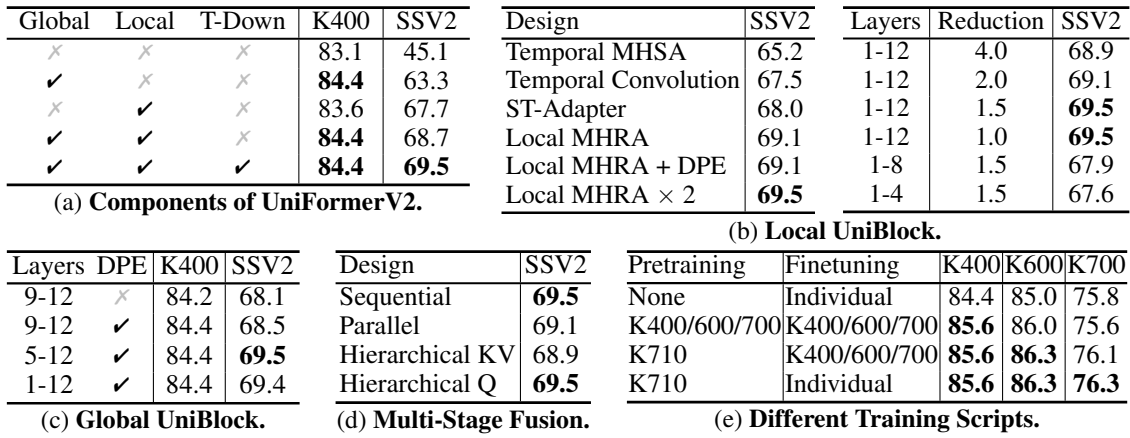 Global Local T-Down K400 SSV2
✗ ✗ ✗ 83.1 45.1
✔ ✗ ✗ 84.4 63.3
✗ ✔ ✗ 83.6 67.7
✔ ✔ ✗ 84.4 68.7
✔ ✔ ✔ 84.4 69.5
(a) Components of UniFormerV2.
Design SSV2
Temporal MHSA 65.2
Temporal Convolution 67.5
ST-Adapter 68.0
Local MHRA 69.1
Local MHRA + DPE 69.1
Local MHRA × 2 69.5
Layers Reduction SSV2
1-12 4.0 68.9
1-12 2.0 69.1
1-12 1.5 69.5
1-12 1.0 69.5
1-8 1.5 67.9
1-4 1.5 67.6
(b) Local UniBlock.
Layers DPE K400 SSV2
9-12 ✗ 84.2 68.1
9-12 ✔ 84.4 68.5
5-12 ✔ 84.4 69.5
1-12 ✔ 84.4 69.4
(c) Global UniBlock.
Design SSV2
Sequential 69.5
Parallel 69.1
Hierarchical KV 68.9
Hierarchical Q 69.5
(d) Multi-Stage Fusion.
Pretraining Finetuning K400 K600 K700
None Individual 84.4 85.0 75.8
K400/600/700 K400/600/700 85.6 86.0 75.6
K710 K400/600/700 85.6 86.3 76.1
K710 Individual 85.6 86.3 76.3
(e) Different Training Scripts.